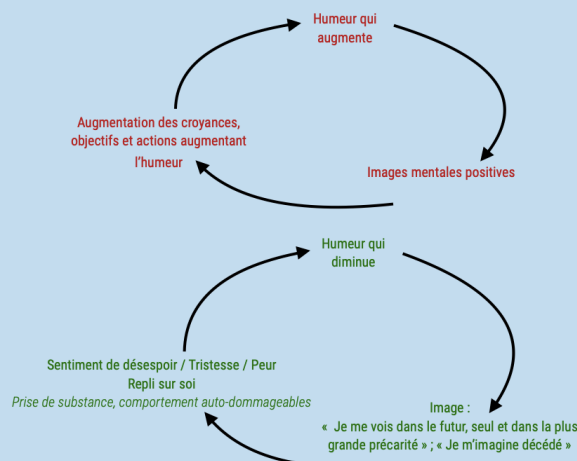 Humeur qui
augmente
Augmentation des croyances,
objectifs et actions augmentant
l'humeur
Images mentales positives
Humeur qui
diminue
Sentiment de désespoir / Tristesse / Peur
Repli sur soi
Prise de substance, comportement auto-dommageables
Image :
« Je me vois dans le futur, seul et dans la plus
grande précarité » ; « Je m'imagine décédé »